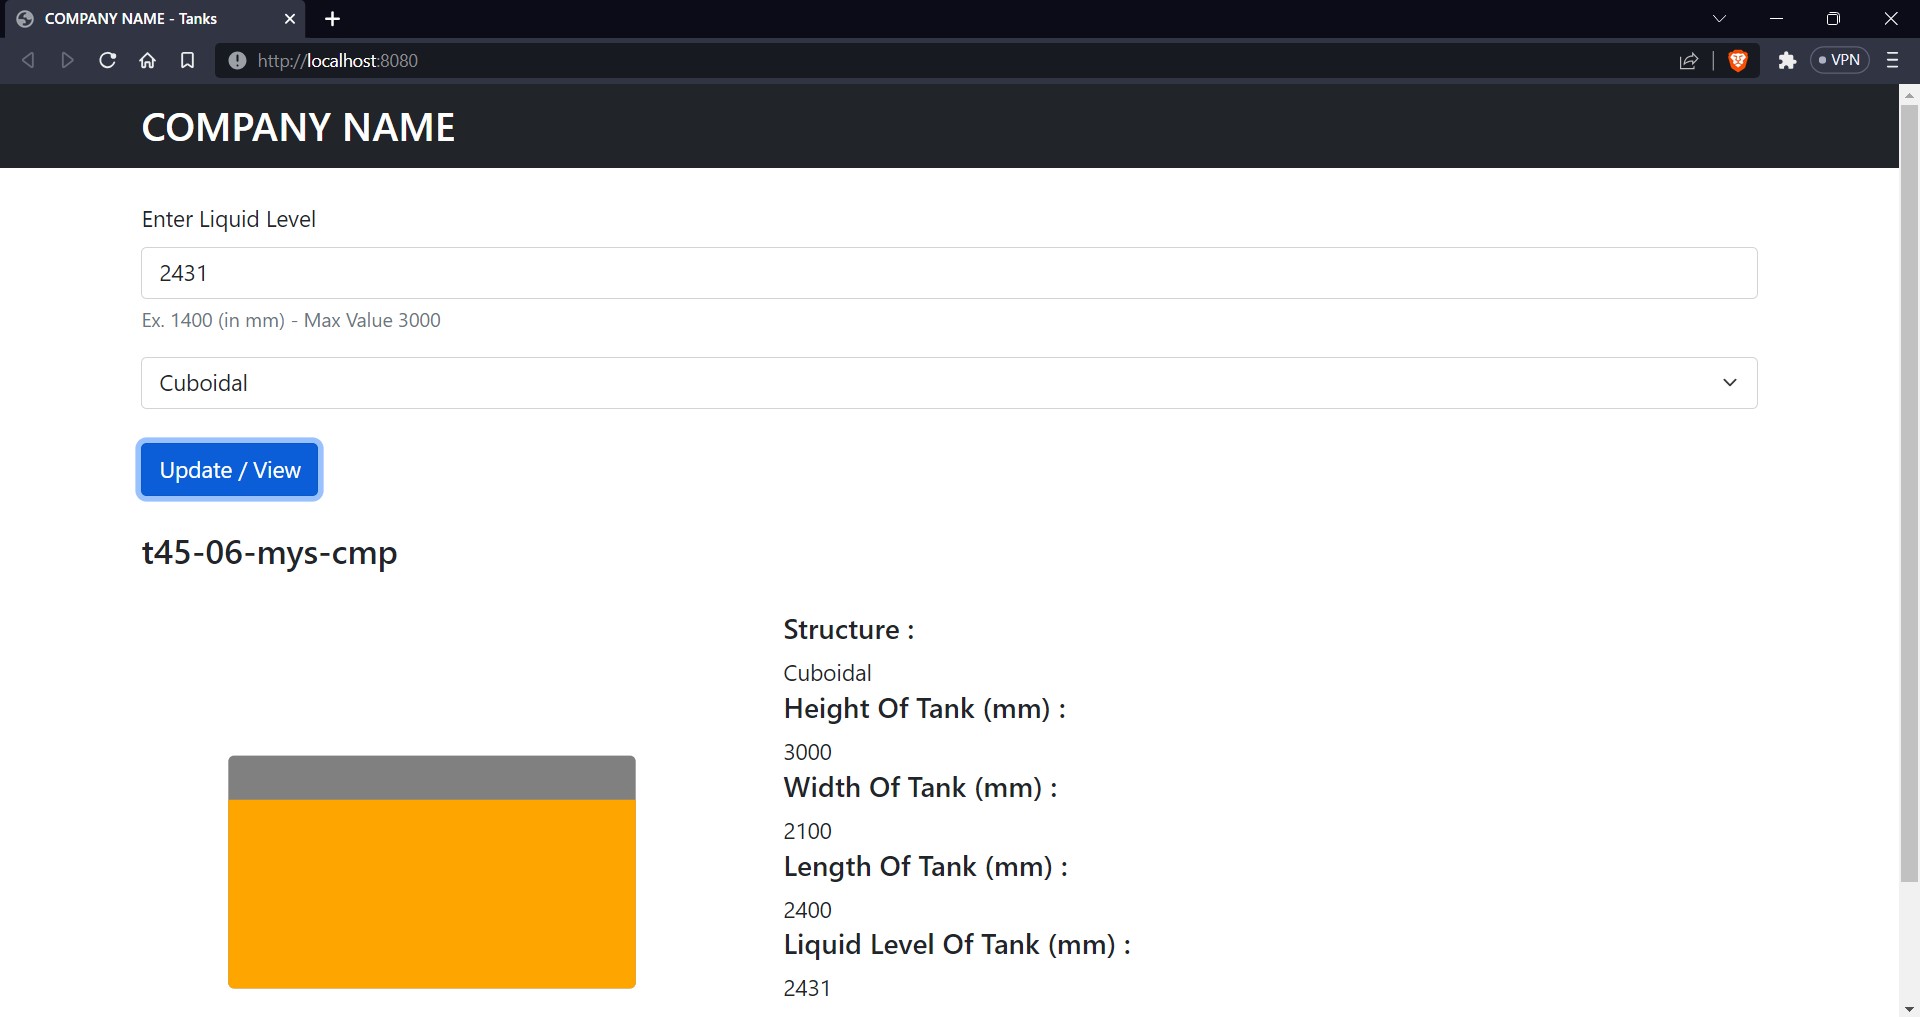 COMPANY NAME - Tanks
http://localhost:8080
VPN
COMPANY NAME
Enter Liquid Level
2431
Ex. 1400 (in mm) - Max Value 3000
Cuboidal
Update / View
t45-06-mys-cmp
Structure :
Cuboidal
Height Of Tank (mm) :
3000
Width Of Tank (mm) :
2100
Length Of Tank (mm) :
2400
Liquid Level Of Tank (mm) :
2431